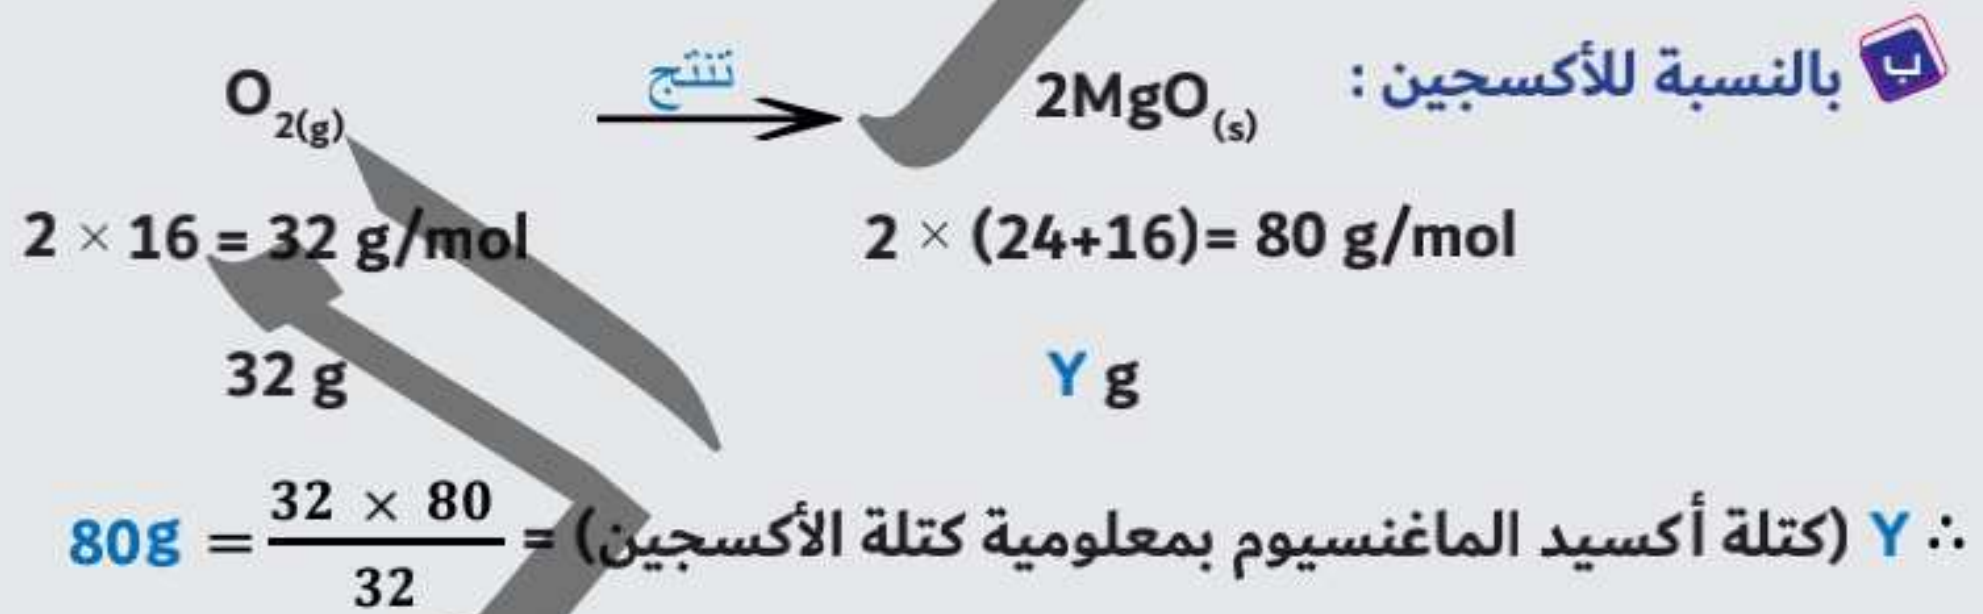 ب بالنسبة للأكسجين :
O2(g) تنتج 2MgO(s)
2 × 16 = 32 g/mol 2 × (24+16)= 80 g/mol
32 g Y g
∴ Y (كتلة أكسيد الماغنسيوم بمعلومية كتلة الأكسجين) = 32 × 80 / 32 = 80g